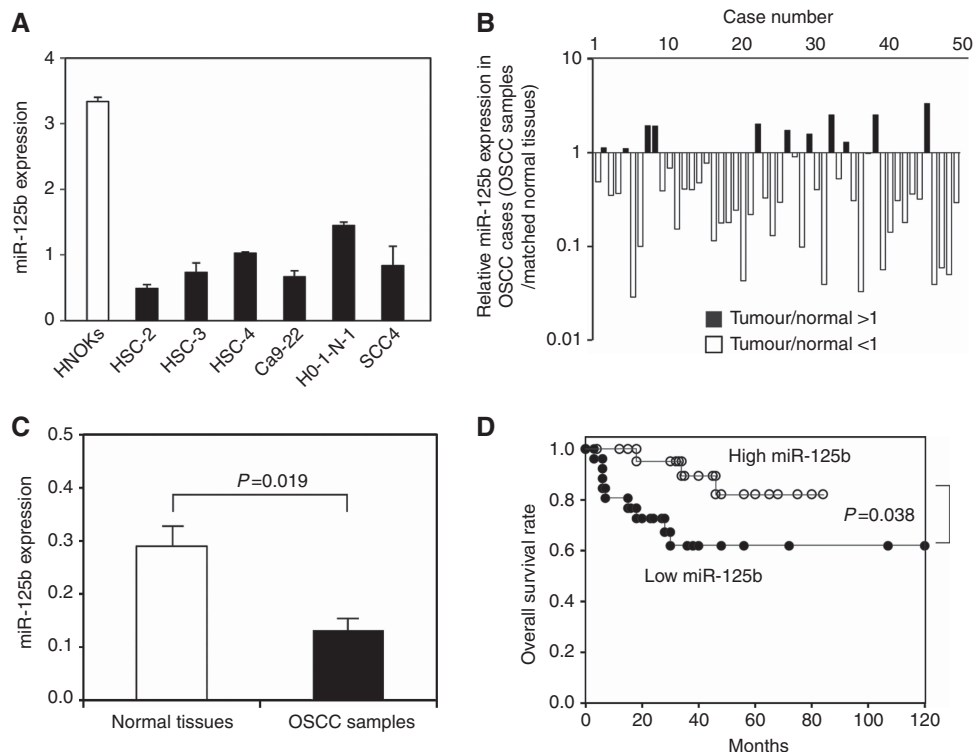 A
miR-125b expression
4
3
2
1
0
HNOKs
HSC-2
HSC-3
HSC-4
Ca9-22
H0-1-N-1
SCC4
B
Case number
1 10 20 30 40 50
Relative miR-125b expression in
OSCC cases (OSCC samples
/matched normal tissues)
10
1
0.1
0.01
Tumour/normal >1
Tumour/normal <1
C
miR-125b expression
0.5
0.4
0.3
0.2
0.1
0.0
P=0.019
Normal tissues
OSCC samples
D
Overall survival rate
1.0
0.8
0.6
0.4
0.2
0.0
High miR-125b
P=0.038
Low miR-125b
0 20 40 60 80 100 120
Months